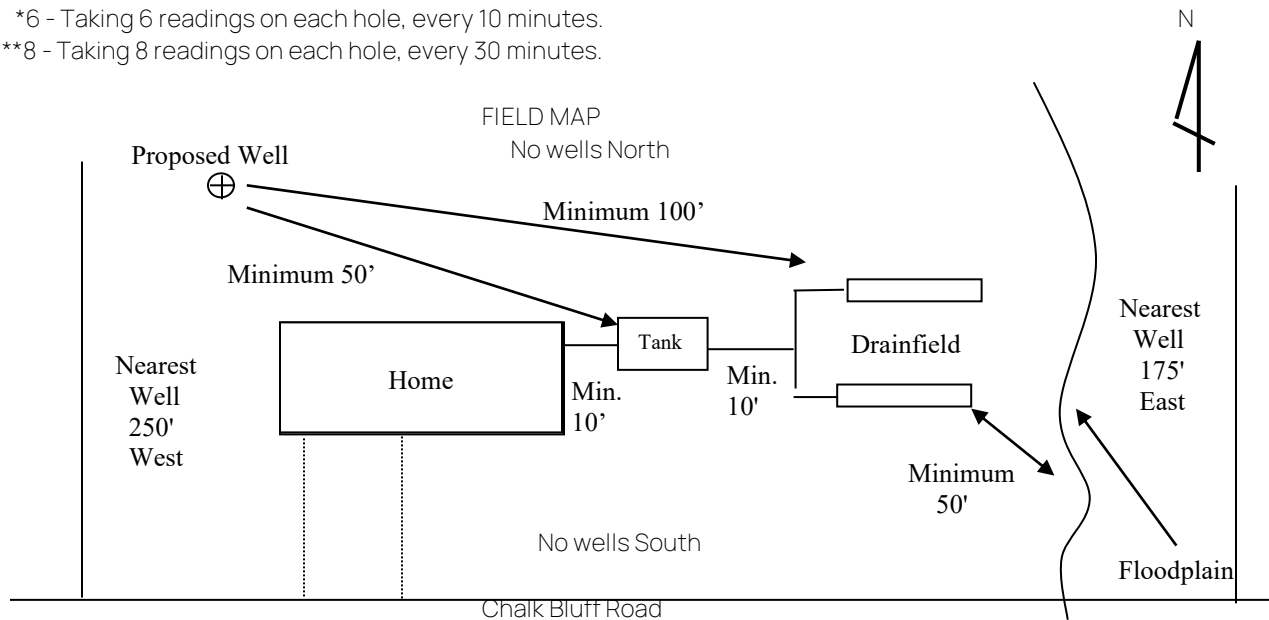 *6 - Taking 6 readings on each hole, every 10 minutes.
**8 - Taking 8 readings on each hole, every 30 minutes.
N
FIELD MAP
No wells North
Proposed Well
Minimum 100’
Minimum 50’
Nearest
Well
250'
West
Home
Min.
10’
Tank
Min.
10'
Drainfield
Nearest
Well
175'
East
Minimum
50'
No wells South
Floodplain
Chalk Bluff Road